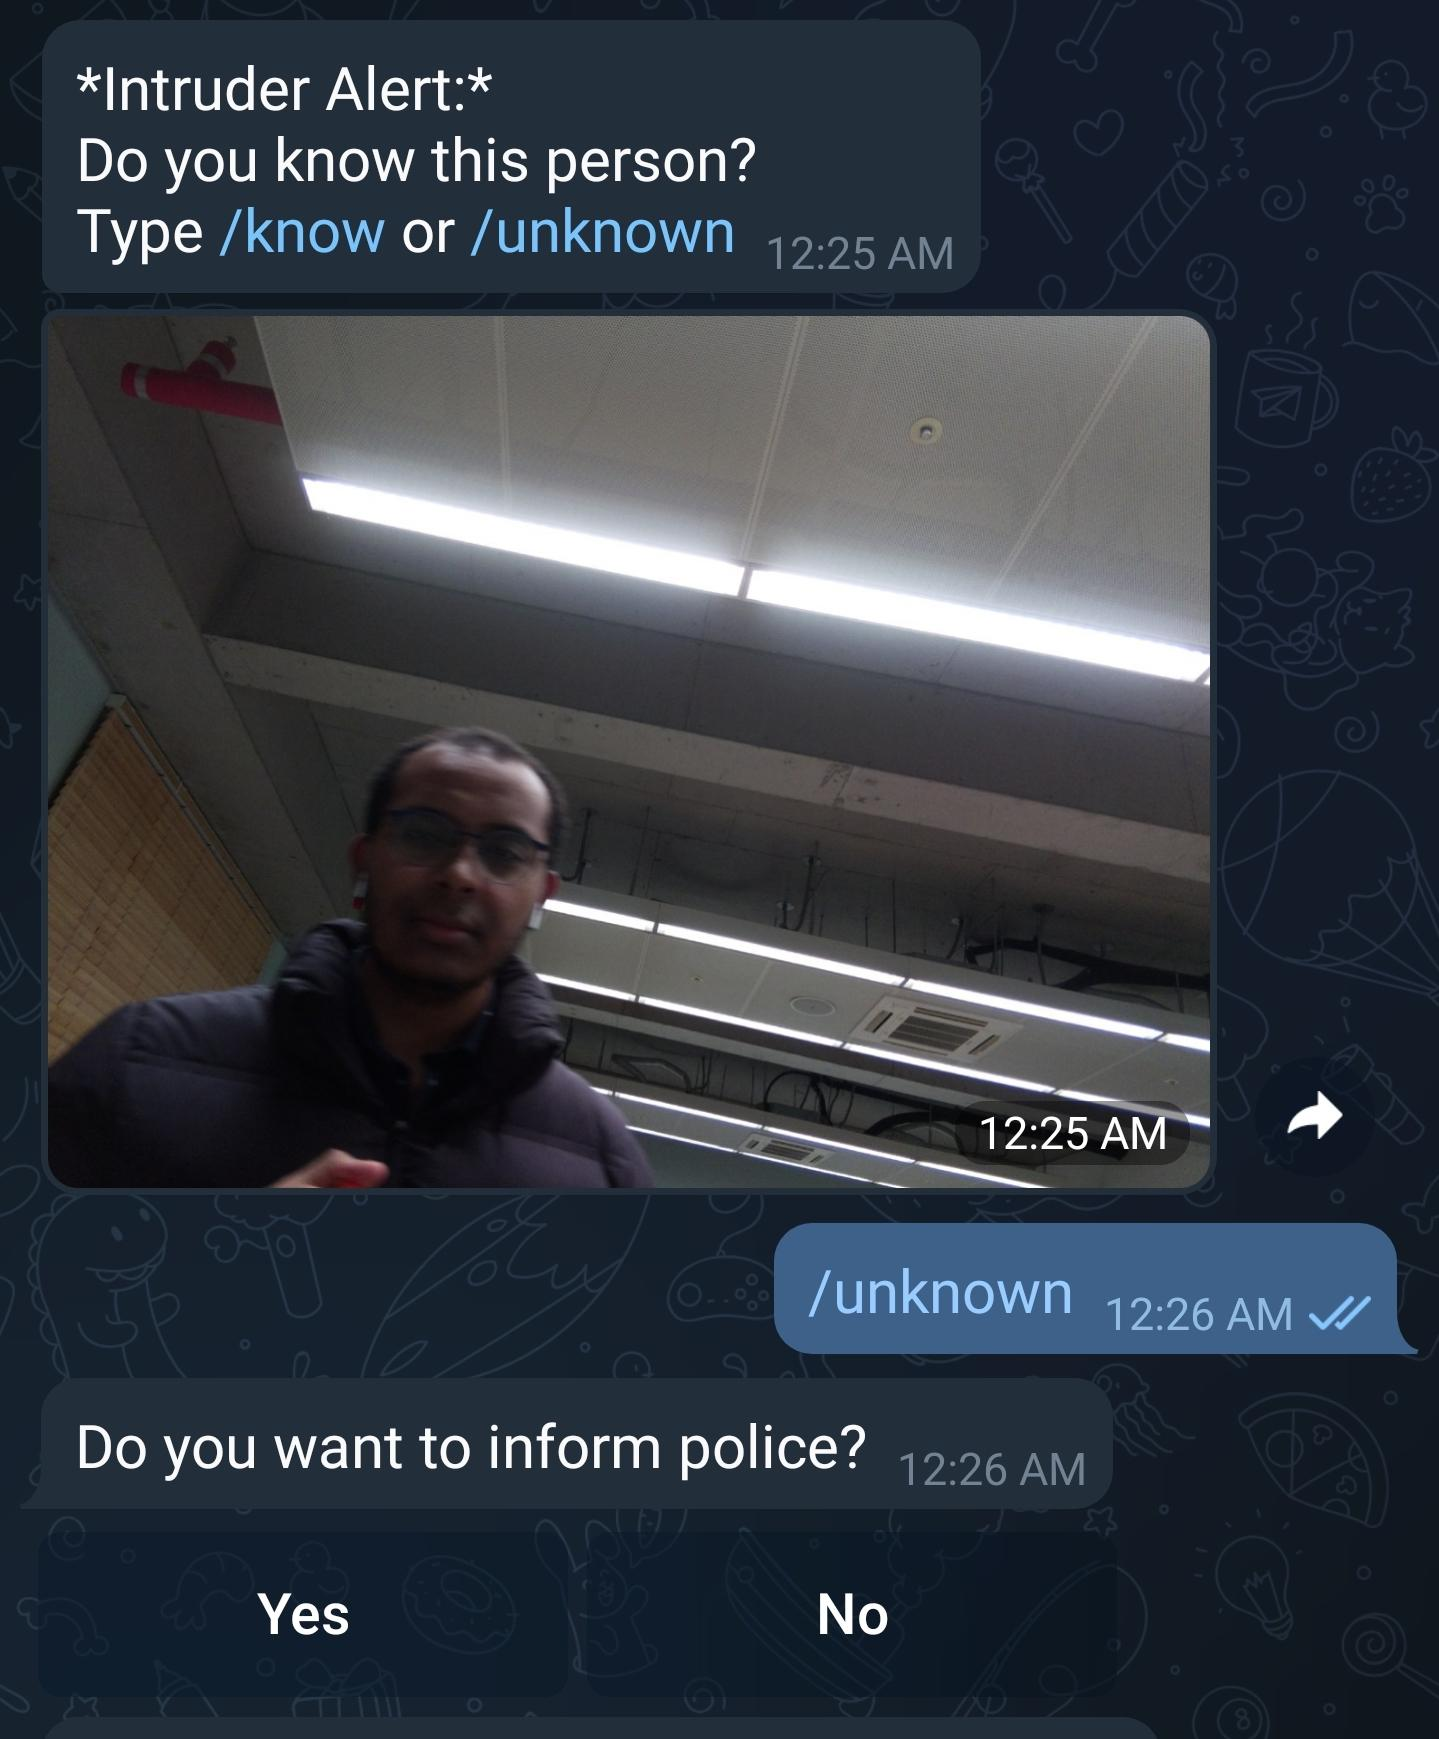 *Intruder Alert:*
Do you know this person?
Type /know or /unknown 12:25 AM
12:25 AM
/unknown 12:26 AM
Do you want to inform police? 12:26 AM
Yes No